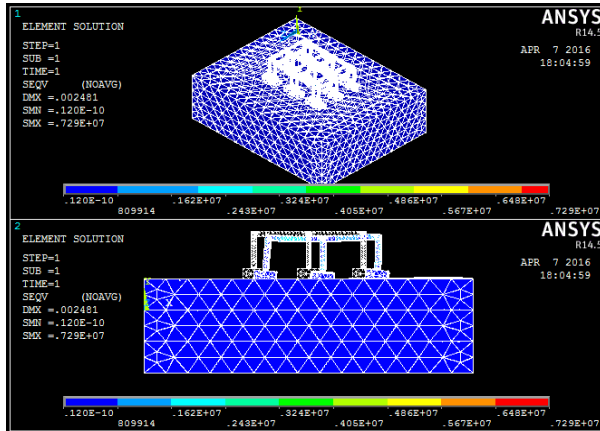 1
ELEMENT SOLUTION
STEP=1
SUB =1
TIME=1
SEQV     (NOAVG)
DMX =.002481
SMN =.120E-10
SMX =.729E+07
ANSYS
R14.5
APR  7 2016
18:04:59
.120E-10 .162E+07 .324E+07 .486E+07 .648E+07
809914 .243E+07 .405E+07 .567E+07 .729E+07
2
ELEMENT SOLUTION
STEP=1
SUB =1
TIME=1
SEQV     (NOAVG)
DMX =.002481
SMN =.120E-10
SMX =.729E+07
ANSYS
R14.5
APR  7 2016
18:04:59
.120E-10 .162E+07 .324E+07 .486E+07 .648E+07
809914 .243E+07 .405E+07 .567E+07 .729E+07